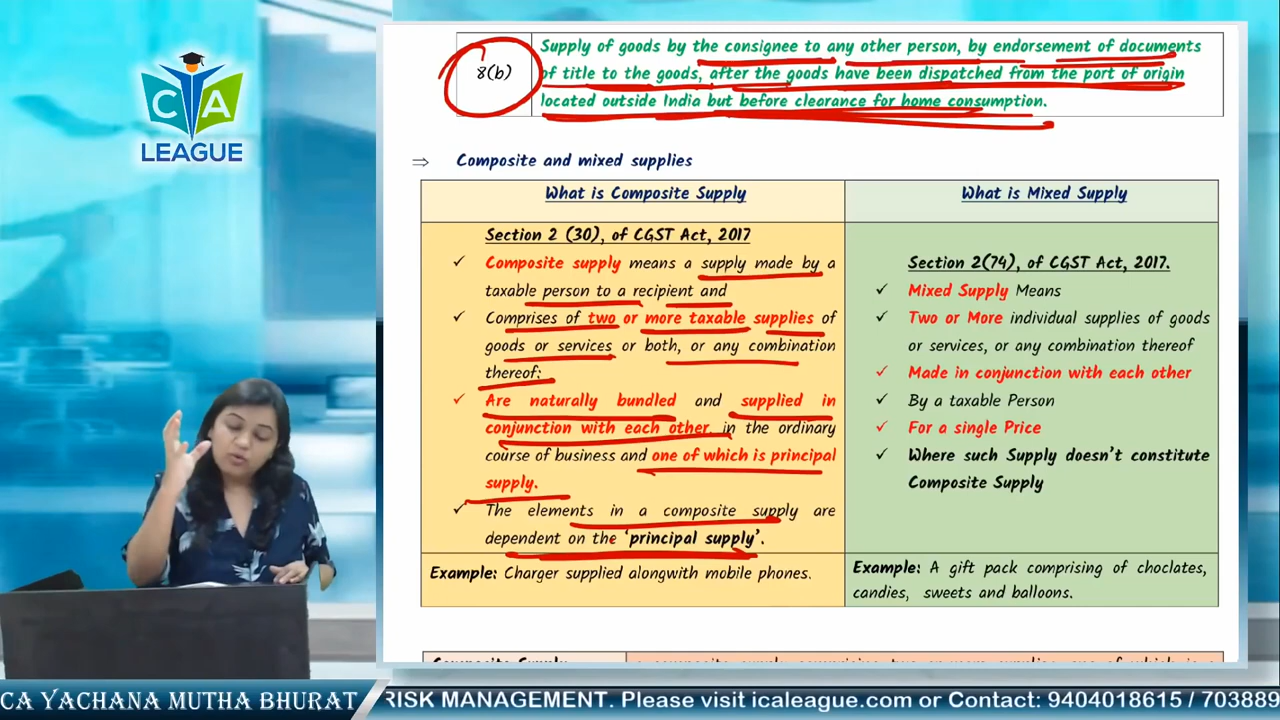 CA
LEAGUE
8(b)
Supply of goods by the consignee to any other person, by endorsement of documents
of title to the goods, after the goods have been dispatched from the port of origin
located outside India but before clearance for home consumption.
⇒ Composite and mixed supplies
What is Composite Supply
Section 2 (30), of CGST Act, 2017
✓ Composite supply means a supply made by a
taxable person to a recipient and
✓ Comprises of two or more taxable supplies of
goods or services or both, or any combination
thereof:
✓ Are naturally bundled and supplied in
conjunction with each other, in the ordinary
course of business and one of which is principal
supply.
✓ The elements in a composite supply are
dependent on the ‘principal supply’.
Example: Charger supplied alongwith mobile phones.
What is Mixed Supply
Section 2(74), of CGST Act, 2017.
✓ Mixed Supply Means
✓ Two or More individual supplies of goods
or services, or any combination thereof
✓ Made in conjunction with each other
✓ By a taxable Person
✓ For a single Price
✓ Where such Supply doesn’t constitute
Composite Supply
Example: A gift pack comprising of choclates,
candies, sweets and balloons.
CA YACHANA MUTHA BHURAT
RISK MANAGEMENT. Please visit icaleague.com or Contact: 9404018615 / 703889